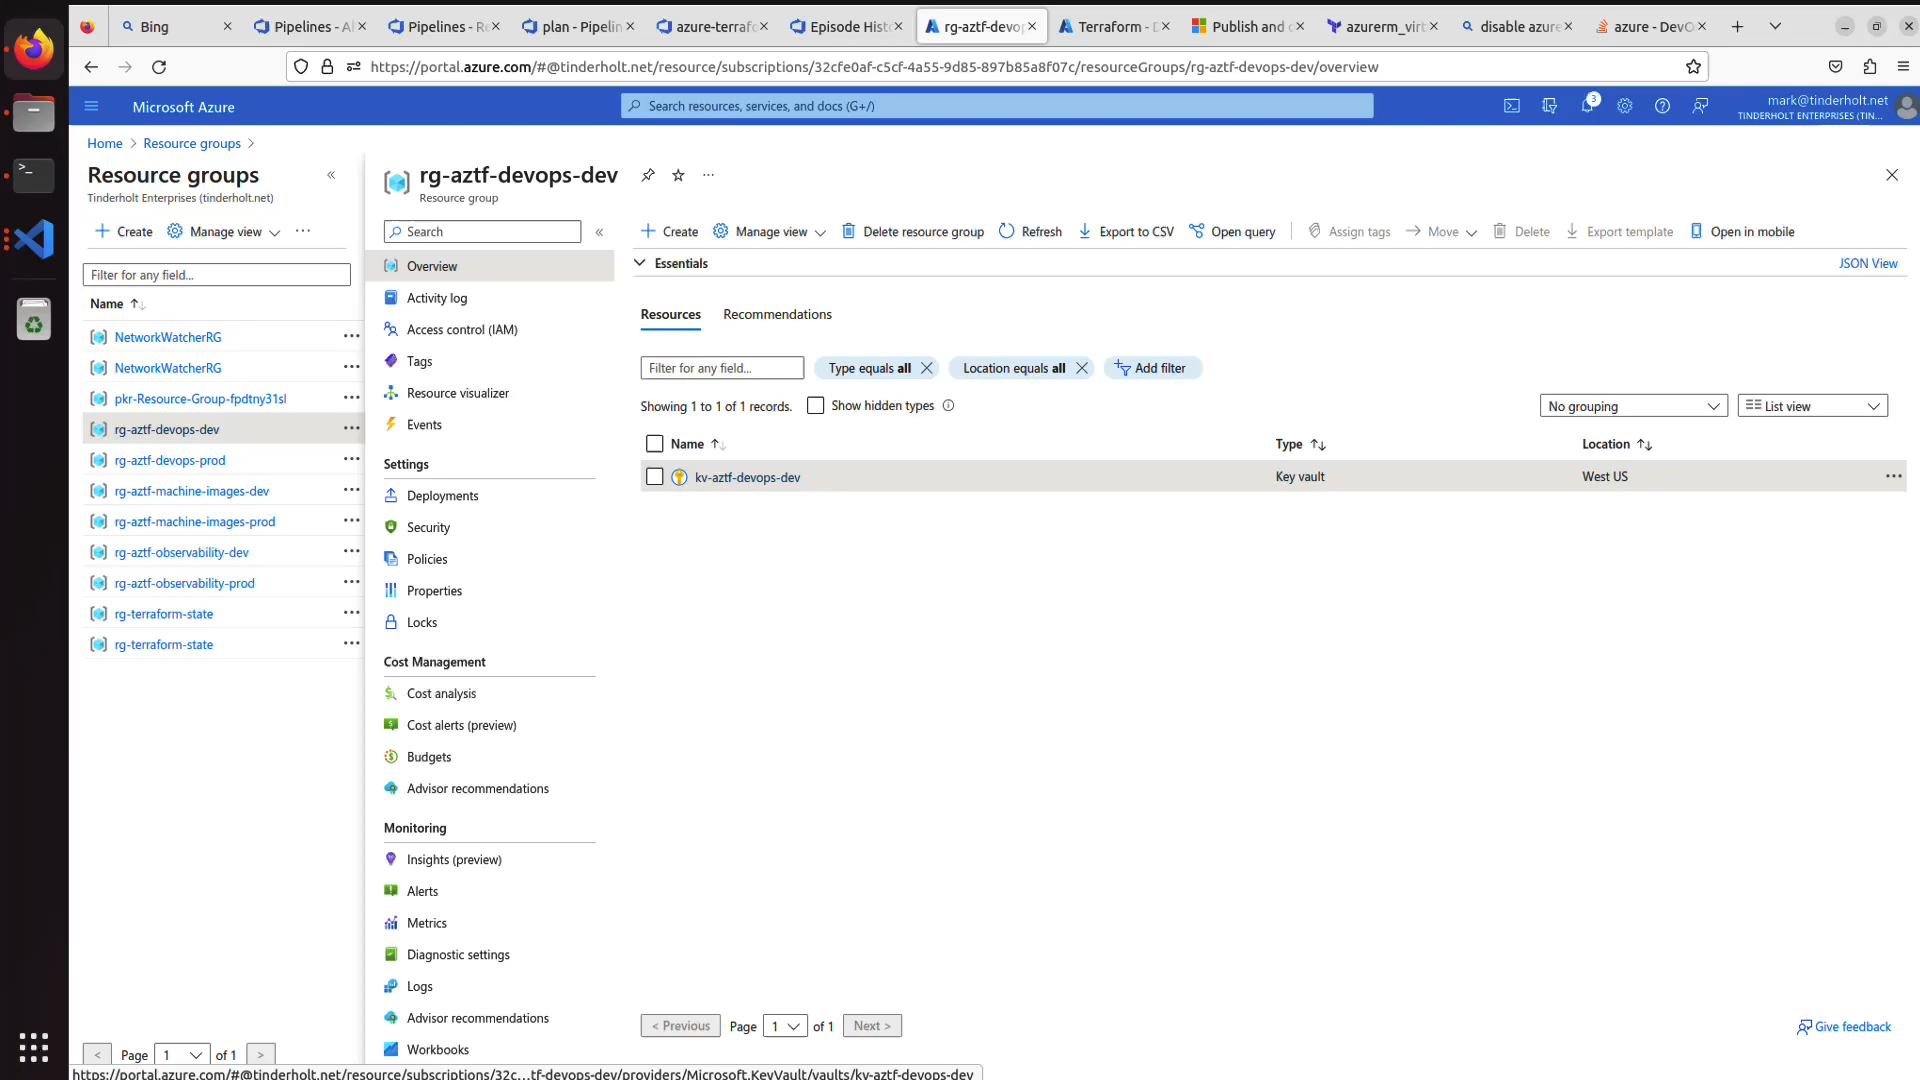 Bing
Pipelines - Al
Pipelines - Re
plan - Pipelin
azure-terrafo
Episode Histo
rg-aztf-devop
Terraform - D
Publish and c
azurerm_virt
disable azure
azure - DevO
https://portal.azure.com/#@tinderholt.net/resource/subscriptions/32cfe0af-c5cf-4a55-9d85-897b85a8f07c/resourceGroups/rg-aztf-devops-dev/overview
Microsoft Azure
Search resources, services, and docs (G+/)
3
mark@tinderholt.net
TINDERHOLT ENTERPRISES (TIN...
Home > Resource groups >
Resource groups
Tinderholt Enterprises (tinderholt.net)
Create
Manage view
Filter for any field...
Name
NetworkWatcherRG
NetworkWatcherRG
pkr-Resource-Group-fpdtny31sl
rg-aztf-devops-dev
rg-aztf-devops-prod
rg-aztf-machine-images-dev
rg-aztf-machine-images-prod
rg-aztf-observability-dev
rg-aztf-observability-prod
rg-terraform-state
rg-terraform-state
< Page 1 of 1 >
rg-aztf-devops-dev
Resource group
Search
Overview
Activity log
Access control (IAM)
Tags
Resource visualizer
Events
Settings
Deployments
Security
Policies
Properties
Locks
Cost Management
Cost analysis
Cost alerts (preview)
Budgets
Advisor recommendations
Monitoring
Insights (preview)
Alerts
Metrics
Diagnostic settings
Logs
Advisor recommendations
Workbooks
Create
Manage view
Delete resource group
Refresh
Export to CSV
Open query
Assign tags
Move
Delete
Export template
Open in mobile
Essentials
JSON View
Resources
Recommendations
Filter for any field...
Type equals all
Location equals all
Add filter
Showing 1 to 1 of 1 records.
Show hidden types
No grouping
List view
Name
Type
Location
kv-aztf-devops-dev
Key vault
West US
< Previous
Page 1 of 1
Next >
Give feedback
https://portal.azure.com/#@tinderholt.net/resource/subscriptions/32c...tf-devops-dev/providers/Microsoft.KeyVault/vaults/kv-aztf-devops-dev